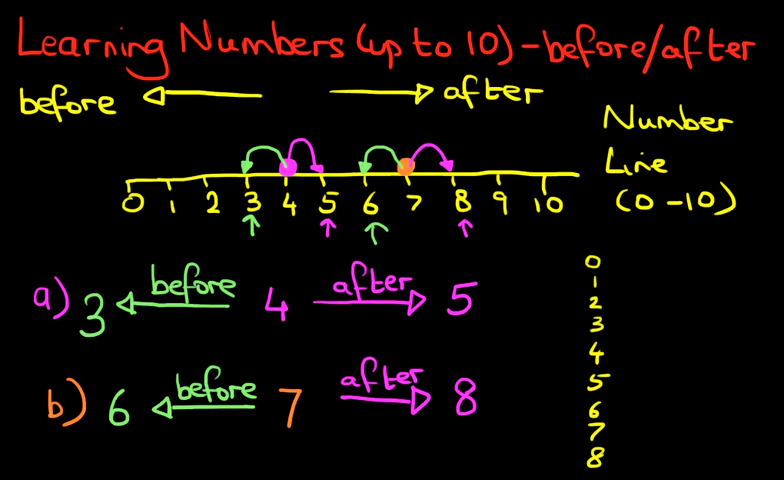 Learning Numbers (up to 10) - before/after
before after
Number
Line
(0 - 10)
0 1 2 3 4 5 6 7 8 9 10
a) 3 before 4 after 5
b) 6 before 7 after 8
0
1
2
3
4
5
6
7
8